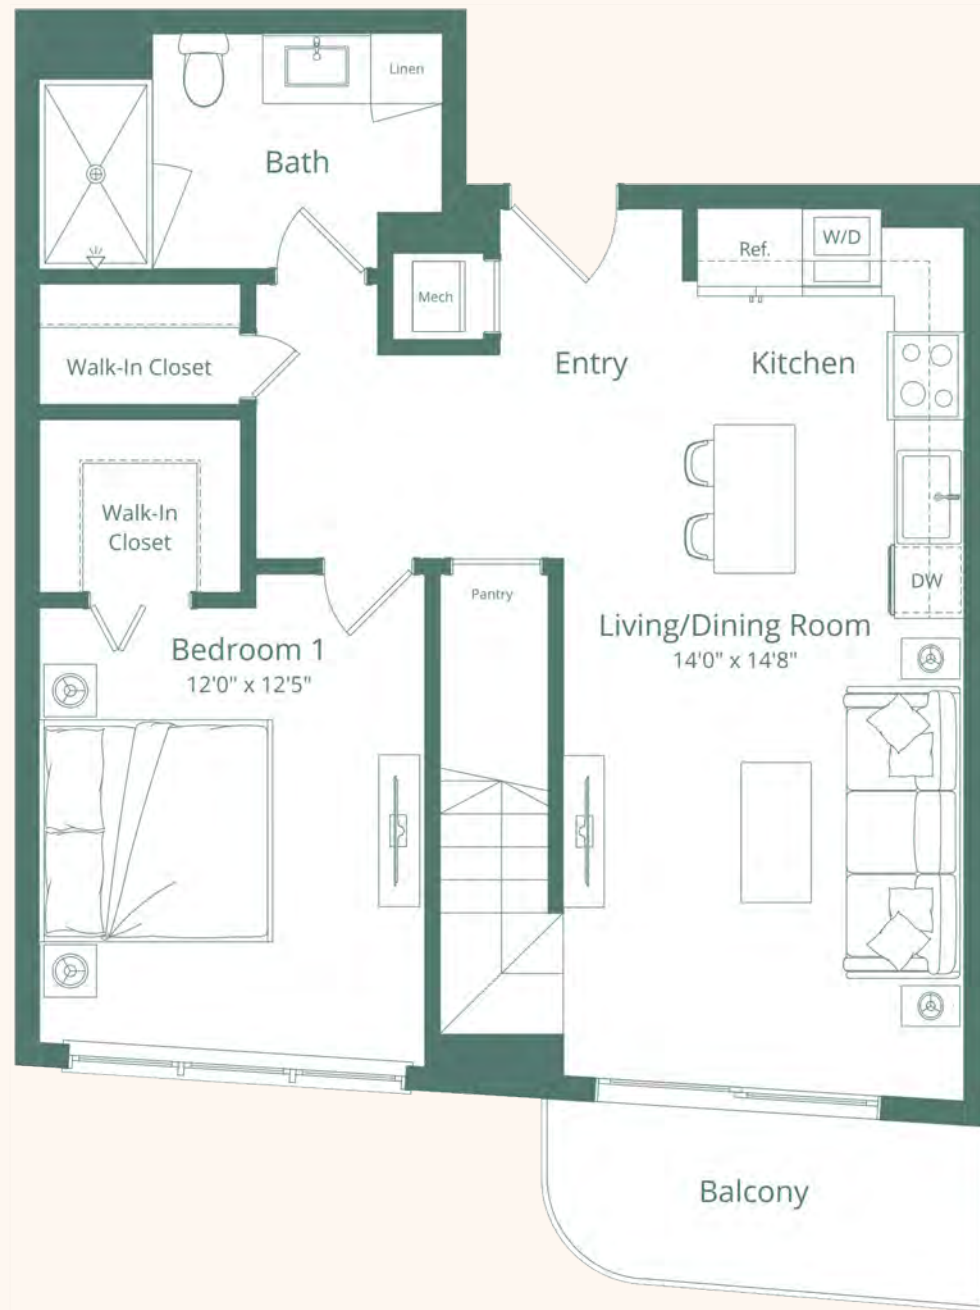 Linen
Bath
Ref.
W/D
Mech
Walk-In Closet
Entry
Kitchen
Walk-In
Closet
DW
Pantry
Living/Dining Room
14'0" x 14'8"
Bedroom 1
12'0" x 12'5"
Balcony